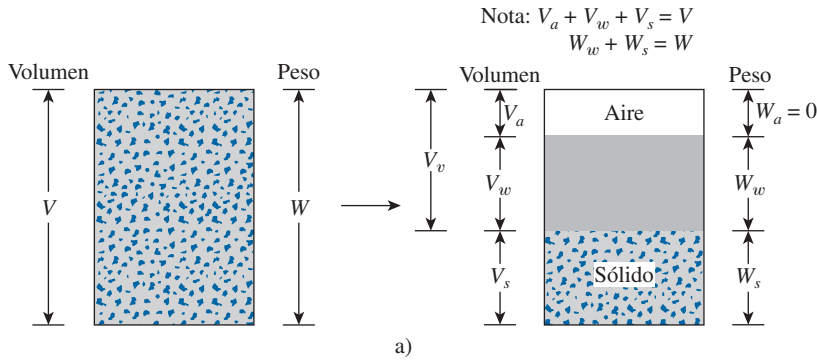 Nota: V_a + V_w + V_s = V
W_w + W_s = W
Volumen
Peso
Volumen
Peso
V
W
V_v
V_a
Aire
W_a = 0
V_w
W_w
V_s
Sólido
W_s
a)